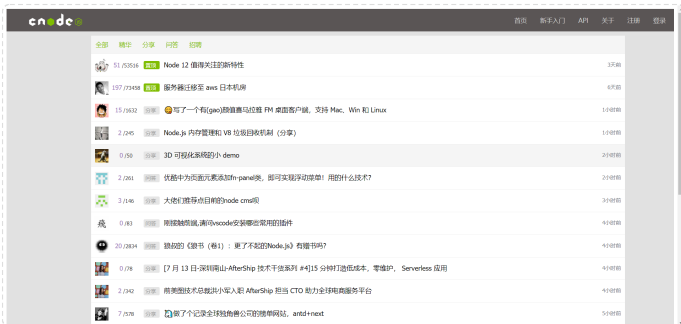 cnode
首页 新手入门 API 关于 注册 登录
全部 精华 分享 问答 招聘
51/53516 置顶 Node 12 值得关注的新特性 3天前
197/73458 置顶 服务器迁移至 aws 日本机房 6天前
15/1632 分享 😋写了一个有(gao)颜值喜马拉雅 FM 桌面客户端，支持 Mac、Win 和 Linux 1小时前
2/245 分享 Node.js 内存管理和 V8 垃圾回收机制（分享） 1小时前
0/50 分享 3D 可视化系统的小 demo 2小时前
2/261 问答 优酷中为页面元素添加fn-panel类，即可实现浮动菜单！用的什么技术? 2小时前
3/146 分享 大佬们推荐点目前的node cms呗 3小时前
0/83 问答 刚接触前端,请问vscode安装哪些常用的插件 4小时前
20/2834 问答 狼叔的《狼书（卷1）：更了不起的Node.js》有赠书吗? 4小时前
0/78 分享 [7 月 13 日-深圳南山-AfterShip 技术干货系列 #4]15 分钟打造低成本，零维护， Serverless 应用 4小时前
2/342 分享 前美图技术总裁洪小军入职 AfterShip 担当 CTO 助力全球电商服务平台 4小时前
7/578 分享 做了个记录全球独角兽公司的榜单网站，antd+next 5小时前